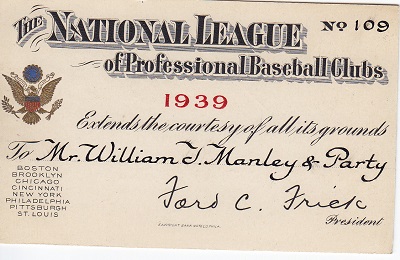 The National League No 109
of Professional Baseball Clubs
1939
Extends the courtesy of all its grounds
To Mr. William J. Manley & Party
BOSTON
BROOKLYN
CHICAGO
CINCINNATI
NEW YORK
PHILADELPHIA
PITTSBURGH
ST. LOUIS
Ford C. Frick
President